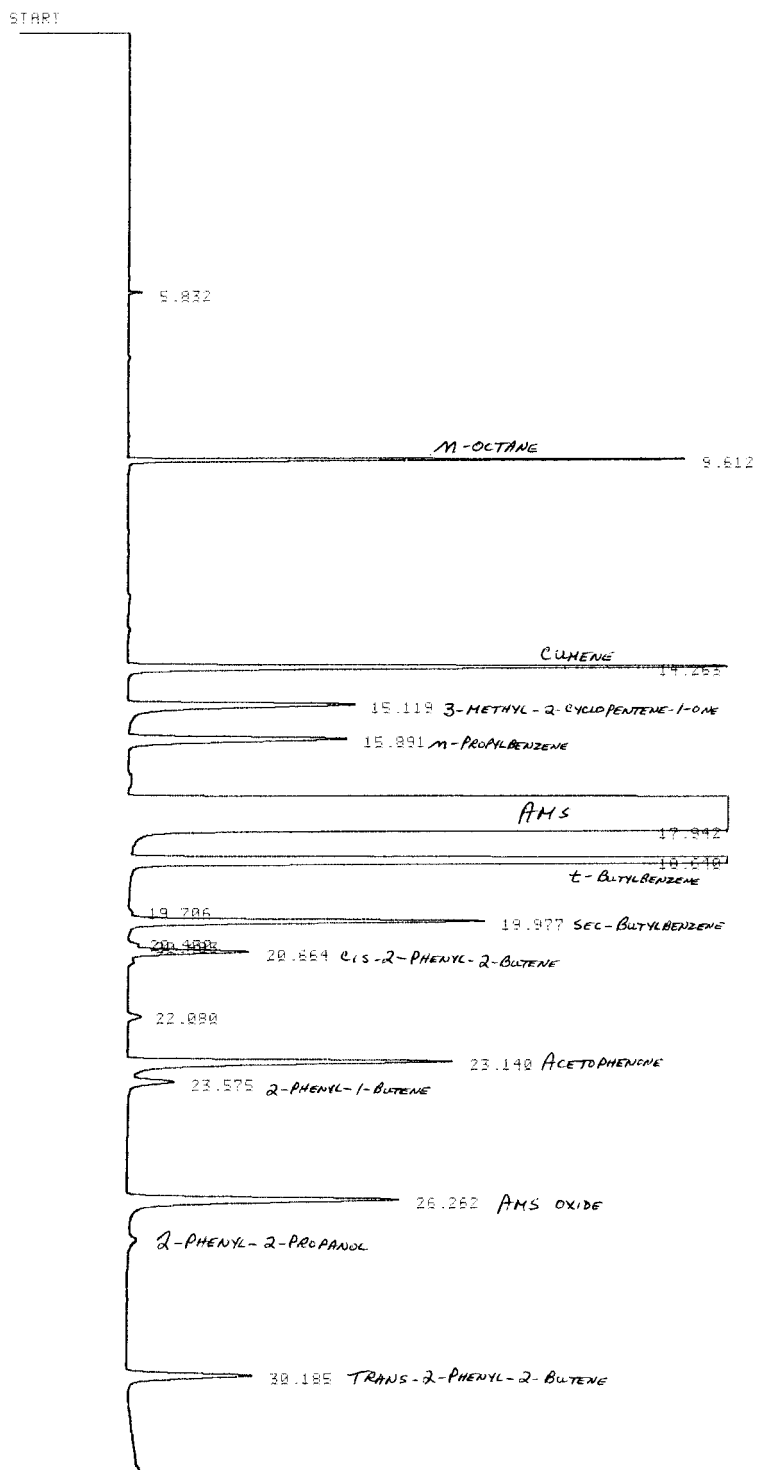 START
5.832
n-OCTANE
9.612
CUMENE
14.263
15.119 3-METHYL-2-CYCLOPENTENE-1-ONE
15.891 n-PROPYLBENZENE
AMS
17.942
18.640
t-BUTYLBENZENE
19.706
19.977 SEC-BUTYLBENZENE
20.664 CIS-2-PHENYL-2-BUTENE
22.080
23.140 ACETOPHENONE
23.575 2-PHENYL-1-BUTENE
26.262 AMS OXIDE
2-PHENYL-2-PROPANOL
30.185 TRANS-2-PHENYL-2-BUTENE